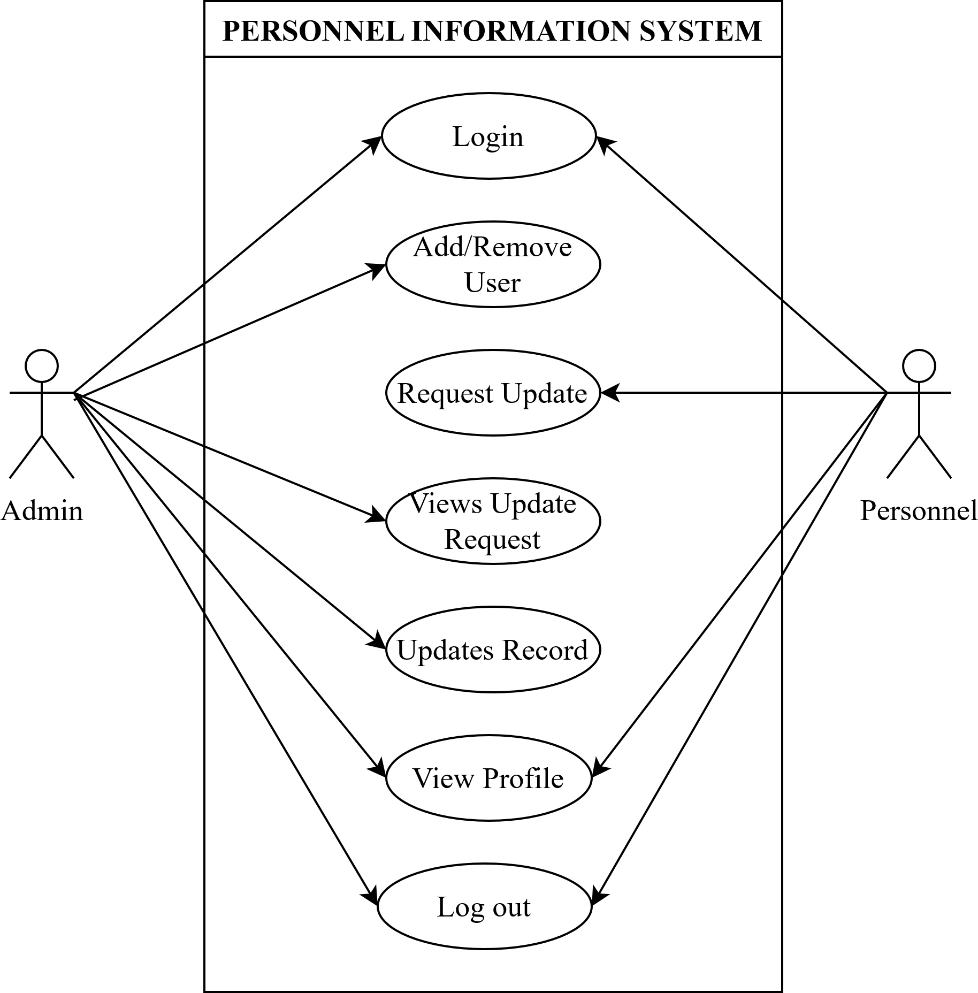 PERSONNEL INFORMATION SYSTEM
Login
Add/Remove
User
Request Update
Views Update
Request
Admin
Personnel
Updates Record
View Profile
Log out